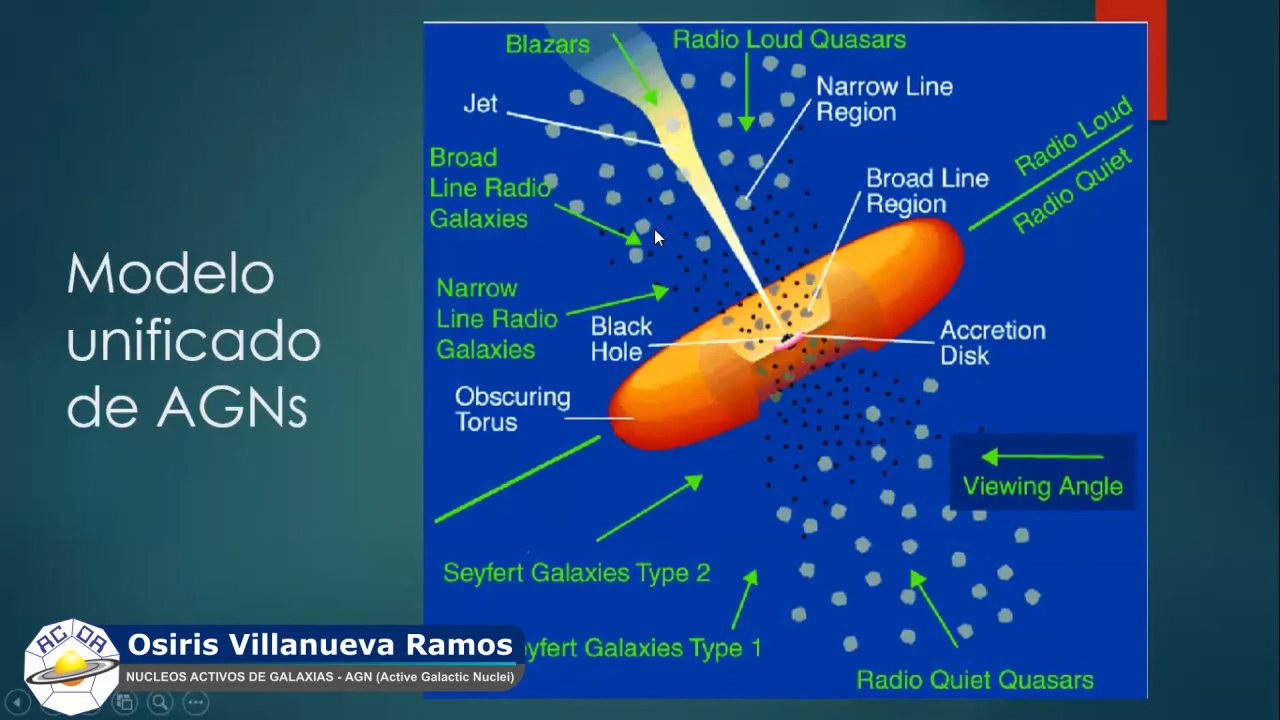 Modelo
unificado
de AGNs
Blazars
Radio Loud Quasars
Jet
Narrow Line
Region
Broad
Line Radio
Galaxies
Broad Line
Region
Radio Loud
Radio Quiet
Narrow
Line Radio
Galaxies
Black
Hole
Accretion
Disk
Obscuring
Torus
Viewing Angle
Seyfert Galaxies Type 2
eyfert Galaxies Type 1
Radio Quiet Quasars
ACDA
Osiris Villanueva Ramos
NUCLEOS ACTIVOS DE GALAXIAS - AGN (Active Galactic Nuclei)